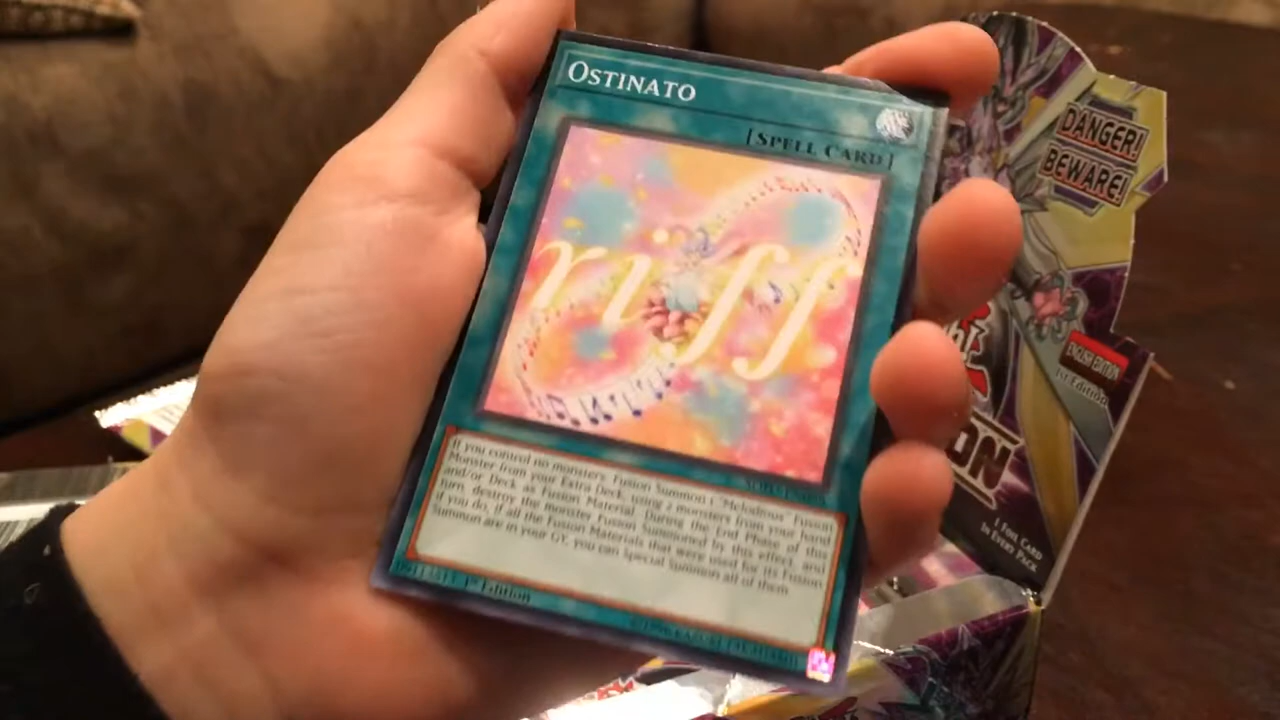 OSTINATO
[SPELL CARD]
riff
If you control no monsters: Fusion Summon 1 "Melodious" Fusion
Monster from your Extra Deck, using 2 monsters from your hand
and/or Deck as Fusion Material. During the End Phase of this
turn, destroy the monster Fusion Summoned by this effect, and
if you do, if all the Fusion Materials that were used for its Fusion
Summon are in your GY, you can Special Summon all of them
1st Edition
DANGER!
BEWARE!
h!
ENGLISH EDITION
1st Edition
ON
1 FOIL CARD
IN EVERY PACK